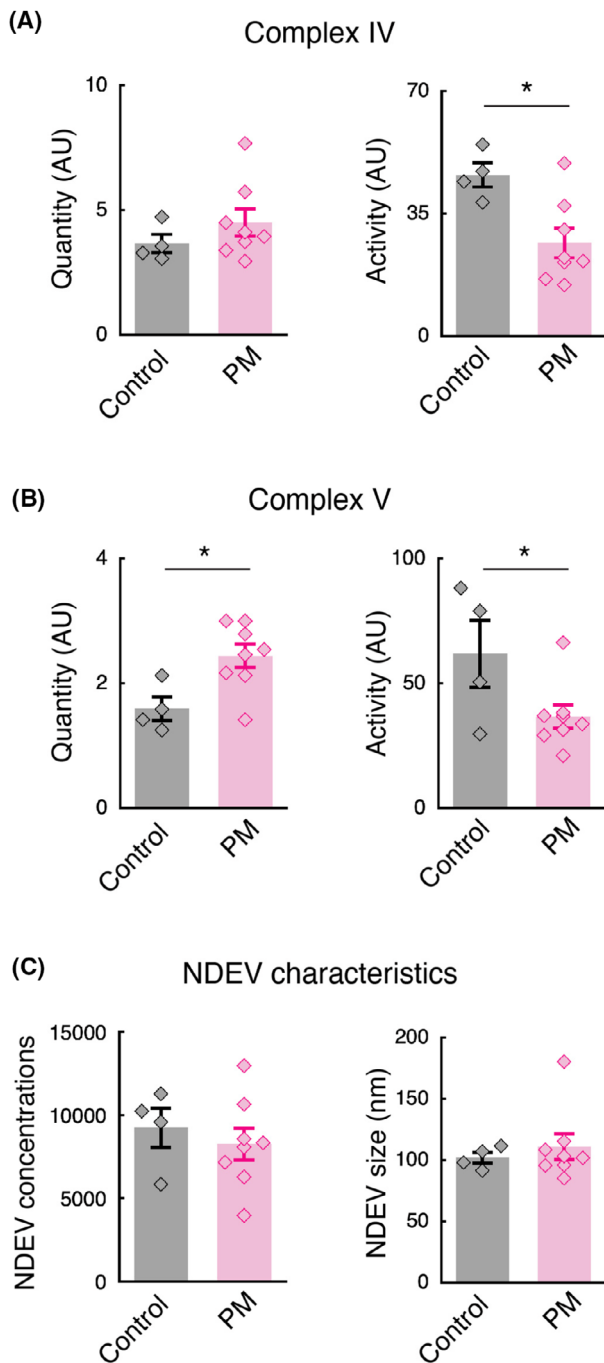 (A)
Complex IV
Quantity (AU)
10
5
0
Control
PM
Activity (AU)
70
35
0
*
Control
PM
(B)
Complex V
Quantity (AU)
4
2
0
*
Control
PM
Activity (AU)
100
50
0
*
Control
PM
(C)
NDEV characteristics
NDEV concentrations
15000
10000
5000
0
Control
PM
NDEV size (nm)
200
150
100
50
0
Control
PM